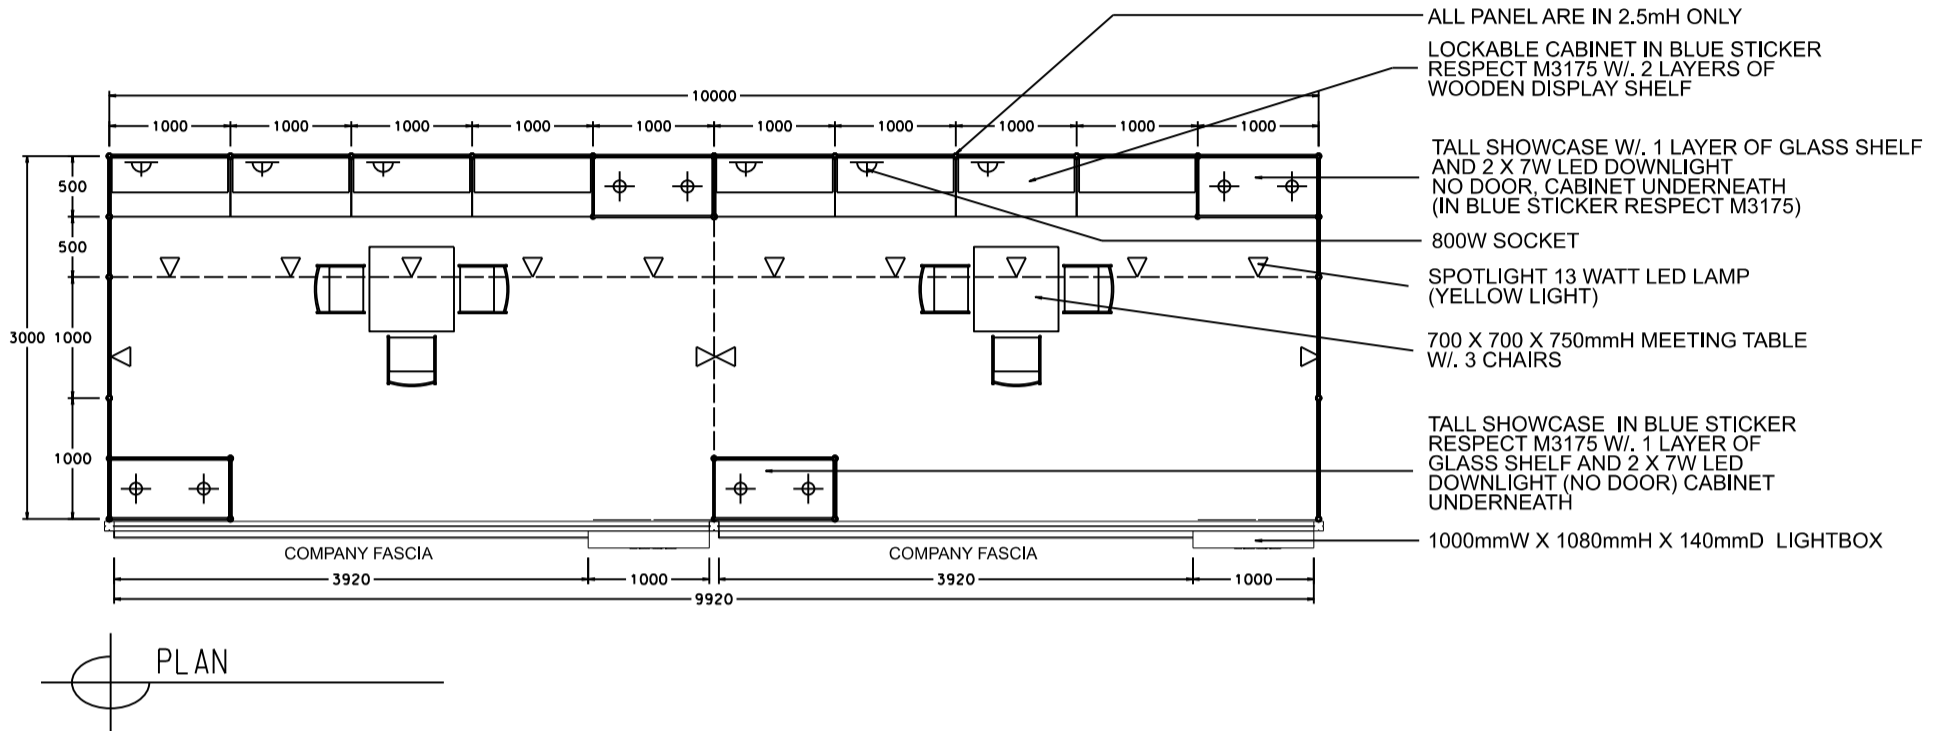 ALL PANEL ARE IN 2.5mH ONLY
LOCKABLE CABINET IN BLUE STICKER
RESPECT M3175 W/. 2 LAYERS OF
WOODEN DISPLAY SHELF
10000
1000 1000 1000 1000 1000 1000 1000 1000 1000 1000
TALL SHOWCASE W/. 1 LAYER OF GLASS SHELF
AND 2 X 7W LED DOWNLIGHT
NO DOOR, CABINET UNDERNEATH
(IN BLUE STICKER RESPECT M3175)
500
500
800W SOCKET
SPOTLIGHT 13 WATT LED LAMP
(YELLOW LIGHT)
3000 1000
700 X 700 X 750mmH MEETING TABLE
W/. 3 CHAIRS
1000
TALL SHOWCASE IN BLUE STICKER
RESPECT M3175 W/. 1 LAYER OF
GLASS SHELF AND 2 X 7W LED
DOWNLIGHT (NO DOOR) CABINET
UNDERNEATH
1000mmW X 1080mmH X 140mmD LIGHTBOX
COMPANY FASCIA COMPANY FASCIA
3920 1000 3920 1000
9920
PLAN